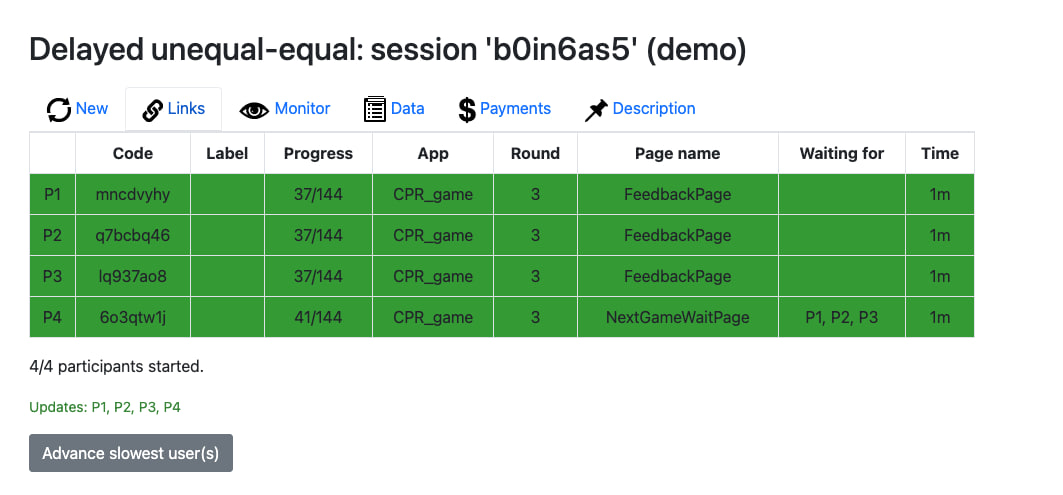 Delayed unequal-equal: session 'b0in6as5' (demo)
New Links Monitor Data Payments Description
Code Label Progress App Round Page name Waiting for Time
P1 mncdvyhy 37/144 CPR_game 3 FeedbackPage 1m
P2 q7bcbq46 37/144 CPR_game 3 FeedbackPage 1m
P3 lq937ao8 37/144 CPR_game 3 FeedbackPage 1m
P4 6o3qtw1j 41/144 CPR_game 3 NextGameWaitPage P1, P2, P3 1m
4/4 participants started.
Updates: P1, P2, P3, P4
Advance slowest user(s)